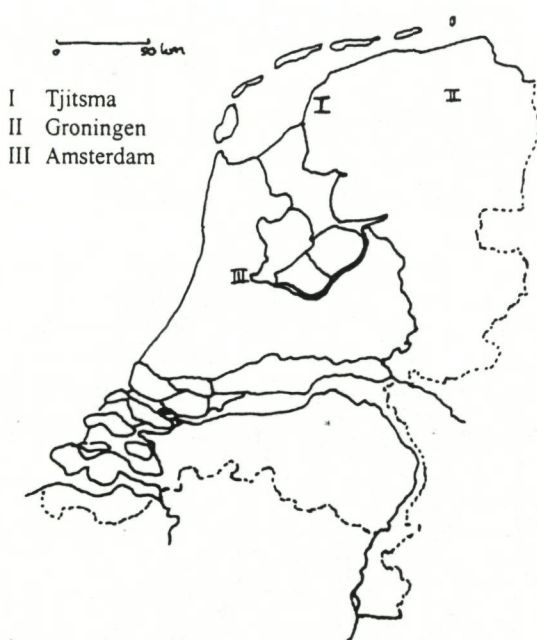 0 50 km
I Tjitsma
II Groningen
III Amsterdam
I
II
III